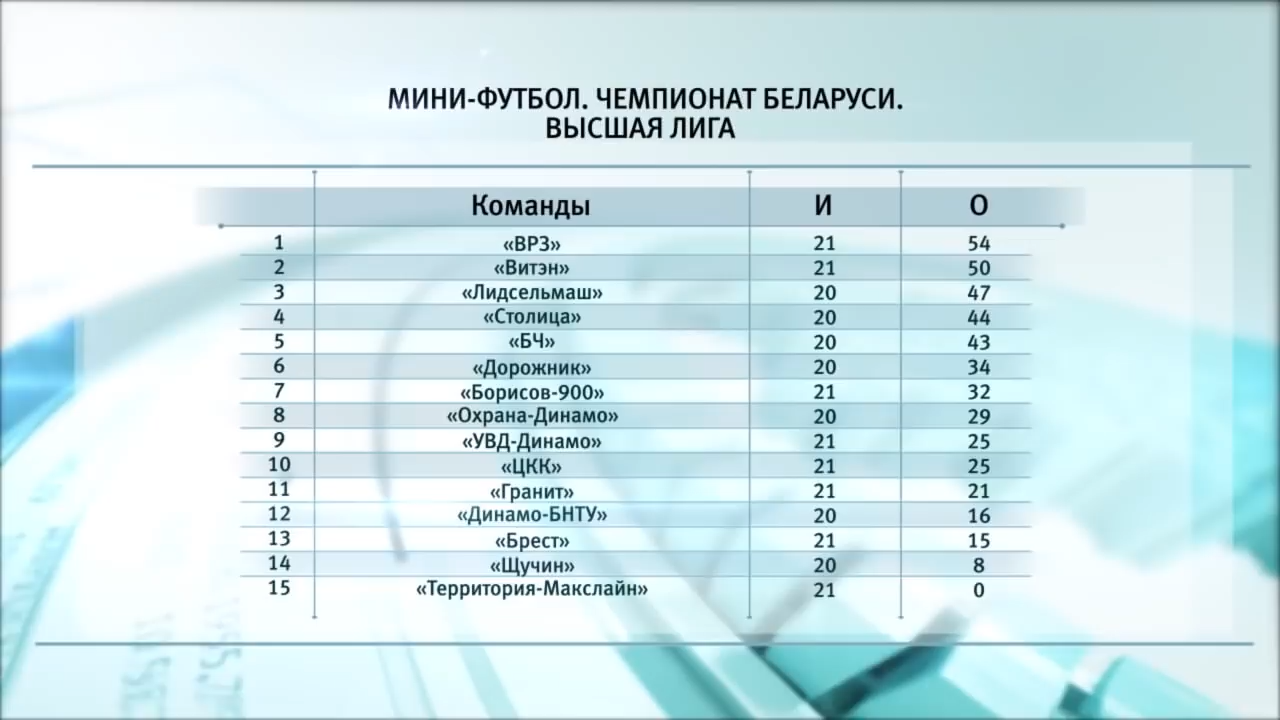 МИНИ-ФУТБОЛ. ЧЕМПИОНАТ БЕЛАРУСИ.
ВЫСШАЯ ЛИГА
Команды И О
1 «ВРЗ» 21 54
2 «Витэн» 21 50
3 «Лидсельмаш» 20 47
4 «Столица» 20 44
5 «БЧ» 20 43
6 «Дорожник» 20 34
7 «Борисов-900» 21 32
8 «Охрана-Динамо» 20 29
9 «УВД-Динамо» 21 25
10 «ЦКК» 21 25
11 «Гранит» 21 21
12 «Динамо-БНТУ» 20 16
13 «Брест» 21 15
14 «Щучин» 20 8
15 «Территория-Макслайн» 21 0